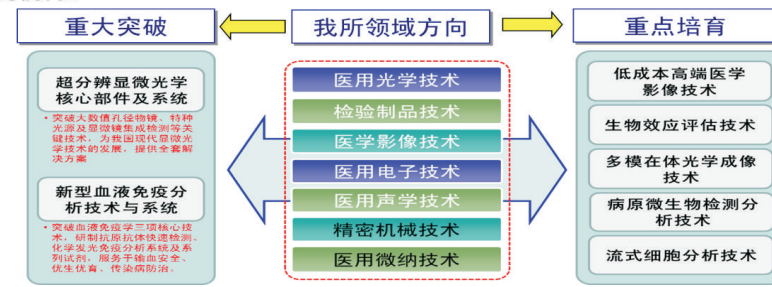 重大突破
我所领域方向
重点培育
超分辨显微光学
核心部件及系统
• 突破大数值孔径物镜、特种
光源及显微镜集成检测等关
键技术，为我国现代显微光
学技术的发展，提供全套解
决方案
新型血液免疫分
析技术与系统
• 突破血液免疫学三项核心技
术，研制抗原抗体快速检测、
化学发光免疫分析系统及系
列试剂，服务于输血安全、
优生优育、传染病防治。
医用光学技术
检验制品技术
医学影像技术
医用电子技术
医用声学技术
精密机械技术
医用微纳技术
低成本高端医学
影像技术
生物效应评估技术
多模在体光学成像
技术
病原微生物检测分
析技术
流式细胞分析技术